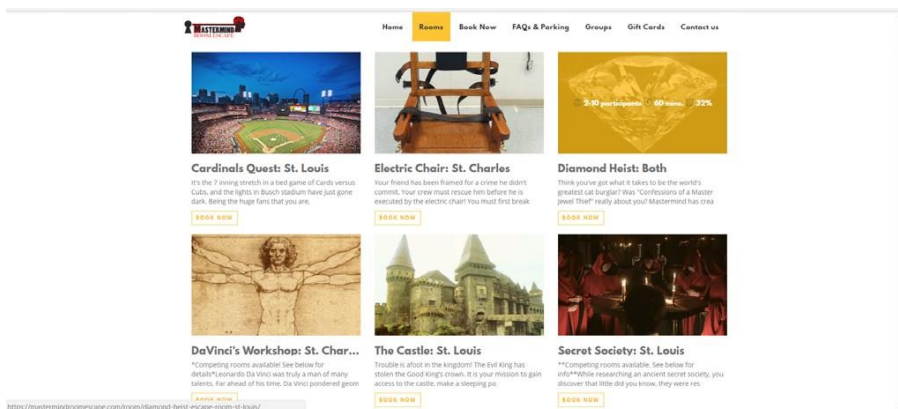 MASTERMIND
ROOM ESCAPE
Home
Rooms
Book Now
FAQs & Parking
Groups
Gift Cards
Contact us
2-10 participants 60 mins. 32%
Cardinals Quest: St. Louis
It's the 7 inning stretch in a tied game of Cards versus
Cubs, and the lights in Busch stadium have just gone
dark. Being the huge fans that you are,
BOOK NOW
Electric Chair: St. Charles
Your friend has been framed for a crime he didn't
commit. Your crew must rescue him before he is
executed by the electric chair! You must first break
BOOK NOW
Diamond Heist: Both
Think you've got what it takes to be the world's
greatest cat burglar? Was "Confessions of a Master
Jewel Thief" really about you? Mastermind has crea
BOOK NOW
DaVinci's Workshop: St. Char...
*Competing rooms available! See below for
details*Leonardo Da Vinci was truly a man of many
talents. Far ahead of his time, Da Vinci pondered geom
BOOK NOW
The Castle: St. Louis
Trouble is afoot in the kingdom! The Evil King has
stolen the Good King's crown. It is your mission to gain
access to the castle, make a sleeping po
BOOK NOW
Secret Society: St. Louis
**Competing rooms available. See below for
info**While researching an ancient secret society, you
discover that little did you know, they were res
BOOK NOW
https://mastermindroomescape.com/room/diamond-heist-escape-room-st-louis/